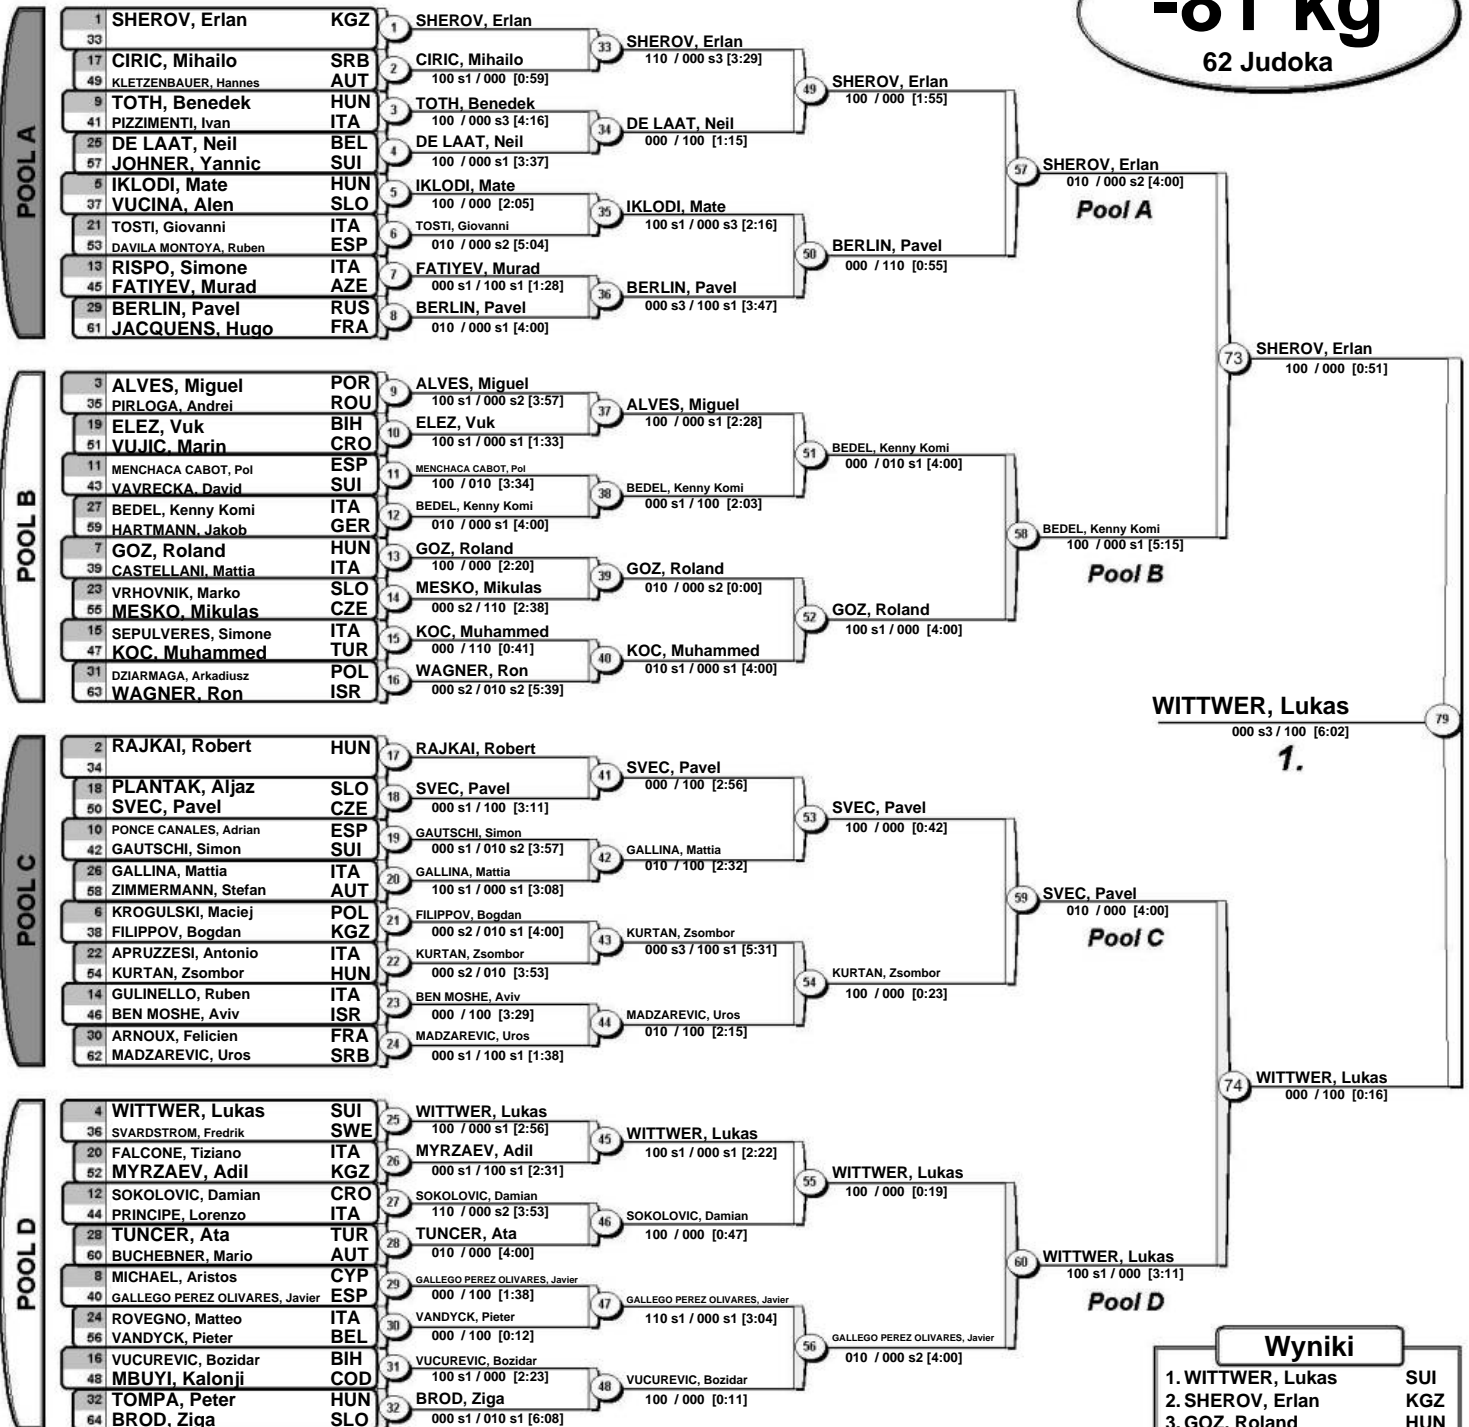 -81 kg
62 Judoka
POOL A
1 SHEROV, Erlan KGZ
33
17 CIRIC, Mihailo SRB
49 KLETZENBAUER, Hannes AUT
9 TOTH, Benedek HUN
41 PIZZIMENTI, Ivan ITA
25 DE LAAT, Neil BEL
57 JOHNER, Yannic SUI
5 IKLODI, Mate HUN
37 VUCINA, Alen SLO
21 TOSTI, Giovanni ITA
53 DAVILA MONTOYA, Ruben ESP
13 RISPO, Simone ITA
45 FATIYEV, Murad AZE
29 BERLIN, Pavel RUS
61 JACQUENS, Hugo FRA
1 SHEROV, Erlan
2 CIRIC, Mihailo
100 s1 / 000 [0:59]
3 TOTH, Benedek
100 / 000 s3 [4:16]
4 DE LAAT, Neil
100 / 000 s1 [3:37]
5 IKLODI, Mate
100 / 000 [2:05]
6 TOSTI, Giovanni
010 / 000 s2 [5:04]
7 FATIYEV, Murad
000 s1 / 100 s1 [1:28]
8 BERLIN, Pavel
010 / 000 s1 [4:00]
33 SHEROV, Erlan
110 / 000 s3 [3:29]
34 DE LAAT, Neil
000 / 100 [1:15]
35 IKLODI, Mate
100 s1 / 000 s3 [2:16]
36 BERLIN, Pavel
000 s3 / 100 s1 [3:47]
49 SHEROV, Erlan
100 / 000 [1:55]
50 BERLIN, Pavel
000 / 110 [0:55]
57 SHEROV, Erlan
010 / 000 s2 [4:00]
Pool A
POOL B
3 ALVES, Miguel POR
35 PIRLOGA, Andrei ROU
19 ELEZ, Vuk BIH
51 VUJIC, Marin CRO
11 MENCHACA CABOT, Pol ESP
43 VAVRECKA, David SUI
27 BEDEL, Kenny Komi ITA
59 HARTMANN, Jakob GER
7 GOZ, Roland HUN
39 CASTELLANI, Mattia ITA
23 VRHOVNIK, Marko SLO
55 MESKO, Mikulas CZE
15 SEPULVERES, Simone ITA
47 KOC, Muhammed TUR
31 DZIARMAGA, Arkadiusz POL
63 WAGNER, Ron ISR
9 ALVES, Miguel
100 s1 / 000 s2 [3:57]
10 ELEZ, Vuk
100 s1 / 000 s1 [1:33]
11 MENCHACA CABOT, Pol
100 / 010 [3:34]
12 BEDEL, Kenny Komi
010 / 000 s1 [4:00]
13 GOZ, Roland
100 / 000 [2:20]
14 MESKO, Mikulas
000 s2 / 110 [2:38]
15 KOC, Muhammed
000 / 110 [0:41]
16 WAGNER, Ron
000 s2 / 010 s2 [5:39]
37 ALVES, Miguel
100 / 000 s1 [2:28]
38 BEDEL, Kenny Komi
000 s1 / 100 [2:03]
39 GOZ, Roland
010 / 000 s2 [0:00]
40 KOC, Muhammed
010 s1 / 000 s1 [4:00]
51 BEDEL, Kenny Komi
000 / 010 s1 [4:00]
52 GOZ, Roland
100 s1 / 000 [4:00]
58 BEDEL, Kenny Komi
100 / 000 s1 [5:15]
Pool B
73 SHEROV, Erlan
100 / 000 [0:51]
WITTWER, Lukas 79
000 s3 / 100 [6:02]
1.
POOL C
2 RAJKAI, Robert HUN
34
18 PLANTAK, Aljaz SLO
50 SVEC, Pavel CZE
10 PONCE CANALES, Adrian ESP
42 GAUTSCHI, Simon SUI
26 GALLINA, Mattia ITA
58 ZIMMERMANN, Stefan AUT
6 KROGULSKI, Maciej POL
38 FILIPPOV, Bogdan KGZ
22 APRUZZESI, Antonio ITA
54 KURTAN, Zsombor HUN
14 GULINELLO, Ruben ITA
46 BEN MOSHE, Aviv ISR
30 ARNOUX, Felicien FRA
62 MADZAREVIC, Uros SRB
17 RAJKAI, Robert
18 SVEC, Pavel
000 s1 / 100 [3:11]
19 GAUTSCHI, Simon
000 s1 / 010 s2 [3:57]
20 GALLINA, Mattia
100 s1 / 000 s1 [3:08]
21 FILIPPOV, Bogdan
000 s2 / 010 s1 [4:00]
22 KURTAN, Zsombor
000 s2 / 010 [3:53]
23 BEN MOSHE, Aviv
000 / 100 [3:29]
24 MADZAREVIC, Uros
000 s1 / 100 s1 [1:38]
41 SVEC, Pavel
000 / 100 [2:56]
42 GALLINA, Mattia
010 / 100 [2:32]
43 KURTAN, Zsombor
000 s3 / 100 s1 [5:31]
44 MADZAREVIC, Uros
010 / 100 [2:15]
53 SVEC, Pavel
100 / 000 [0:42]
54 KURTAN, Zsombor
100 / 000 [0:23]
59 SVEC, Pavel
010 / 000 [4:00]
Pool C
POOL D
4 WITTWER, Lukas SUI
36 SVARDSTROM, Fredrik SWE
20 FALCONE, Tiziano ITA
52 MYRZAEV, Adil KGZ
12 SOKOLOVIC, Damian CRO
44 PRINCIPE, Lorenzo ITA
28 TUNCER, Ata TUR
60 BUCHEBNER, Mario AUT
8 MICHAEL, Aristos CYP
40 GALLEGO PEREZ OLIVARES, Javier ESP
24 ROVEGNO, Matteo ITA
56 VANDYCK, Pieter BEL
16 VUCUREVIC, Bozidar BIH
48 MBUYI, Kalonji COD
32 TOMPA, Peter HUN
64 BROD, Ziga SLO
25 WITTWER, Lukas
100 / 000 s1 [2:56]
26 MYRZAEV, Adil
000 s1 / 100 s1 [2:31]
27 SOKOLOVIC, Damian
110 / 000 s2 [3:53]
28 TUNCER, Ata
010 / 000 [4:00]
29 GALLEGO PEREZ OLIVARES, Javier
000 / 100 [1:38]
30 VANDYCK, Pieter
000 / 100 [0:12]
31 VUCUREVIC, Bozidar
100 s1 / 000 [2:23]
32 BROD, Ziga
000 s1 / 010 s1 [6:08]
45 WITTWER, Lukas
100 s1 / 000 s1 [2:22]
46 SOKOLOVIC, Damian
100 / 000 [0:47]
47 GALLEGO PEREZ OLIVARES, Javier
110 s1 / 000 s1 [3:04]
48 VUCUREVIC, Bozidar
100 / 000 [0:11]
55 WITTWER, Lukas
100 / 000 [0:19]
56 GALLEGO PEREZ OLIVARES, Javier
010 / 000 s2 [4:00]
60 WITTWER, Lukas
100 s1 / 000 [3:11]
Pool D
74 WITTWER, Lukas
000 / 100 [0:16]
Wyniki
1. WITTWER, Lukas SUI
2. SHEROV, Erlan KGZ
3. GOZ, Roland HUN